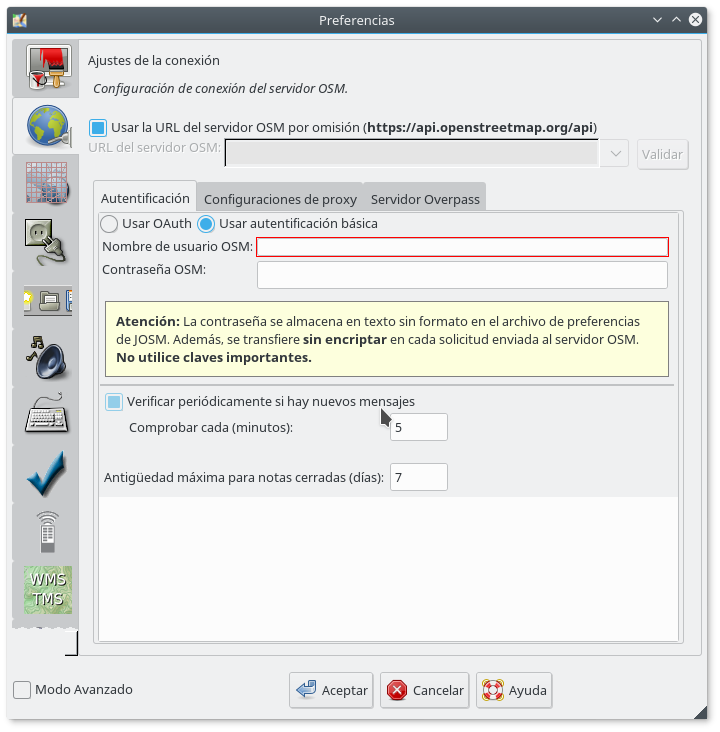 Preferencias
Ajustes de la conexión
Configuración de conexión del servidor OSM.
Usar la URL del servidor OSM por omisión (https://api.openstreetmap.org/api)
URL del servidor OSM:
Validar
Autentificación Configuraciones de proxy Servidor Overpass
Usar OAuth Usar autentificación básica
Nombre de usuario OSM:
Contraseña OSM:
Atención: La contraseña se almacena en texto sin formato en el archivo de preferencias
de JOSM. Además, se transfiere sin encriptar en cada solicitud enviada al servidor OSM.
No utilice claves importantes.
Verificar periódicamente si hay nuevos mensajes
Comprobar cada (minutos): 5
Antigüedad máxima para notas cerradas (días): 7
WMS
TMS
Modo Avanzado
Aceptar Cancelar Ayuda